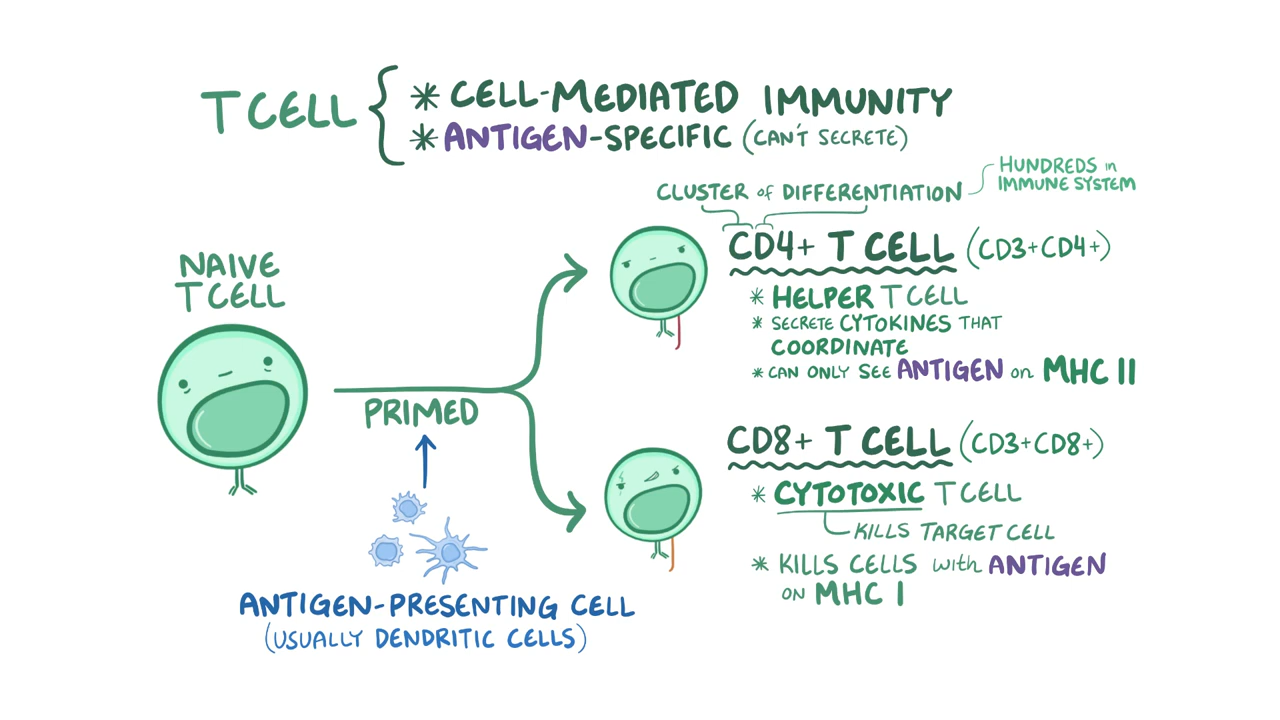 T CELL
* CELL-MEDIATED IMMUNITY
* ANTIGEN-SPECIFIC (CAN'T SECRETE)
HUNDREDS in
IMMUNE SYSTEM
CLUSTER of DIFFERENTIATION
CD4+ T CELL (CD3+CD4+)
* HELPER T CELL
* SECRETE CYTOKINES THAT
COORDINATE
* CAN ONLY SEE ANTIGEN on MHC II
NAIVE
T CELL
PRIMED
CD8+ T CELL (CD3+CD8+)
* CYTOTOXIC T CELL
KILLS TARGET CELL
* KILLS CELLS with ANTIGEN
ON MHC I
ANTIGEN-PRESENTING CELL
(USUALLY DENDRITIC CELLS)